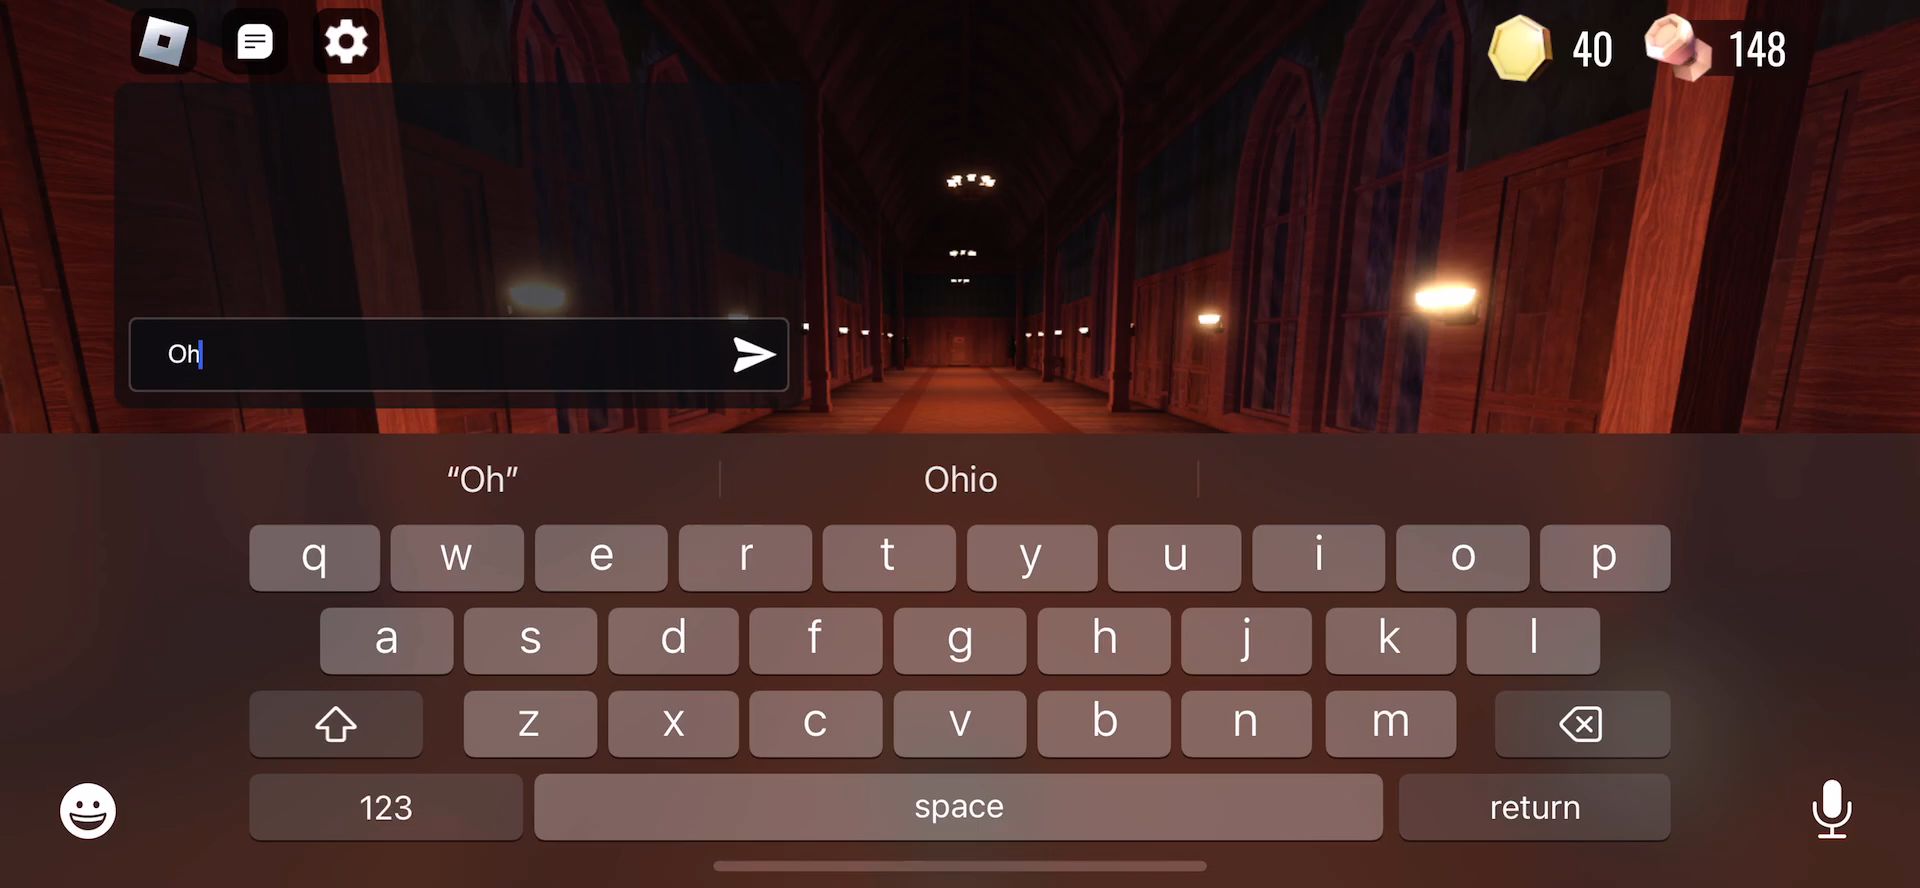 40 148
Oh
“Oh” Ohio
q w e r t y u i o p
a s d f g h j k l
z x c v b n m
123 space return